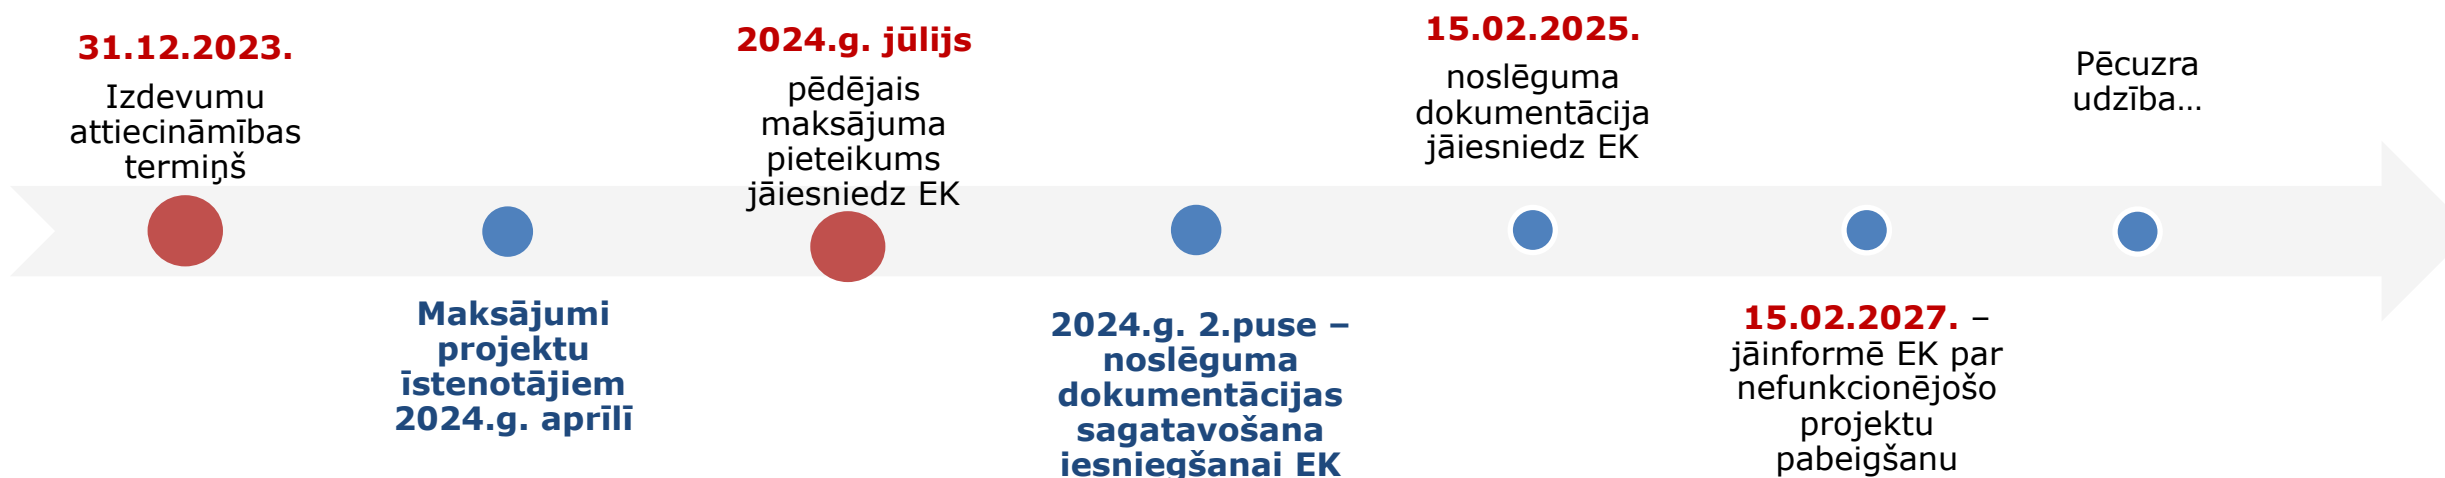 31.12.2023.
Izdevumu
attiecināmības
termiņš
Maksājumi
projektu
īstenotājiem
2024.g. aprīlī
2024.g. jūlijs
pēdējais
maksājuma
pieteikums
jāiesniedz EK
2024.g. 2.puse –
noslēguma
dokumentācijas
sagatavošana
iesniegšanai EK
15.02.2025.
noslēguma
dokumentācija
jāiesniedz EK
15.02.2027. –
jāinformē EK par
nefunkcionējošo
projektu
pabeigšanu
Pēcuzra
udzība…